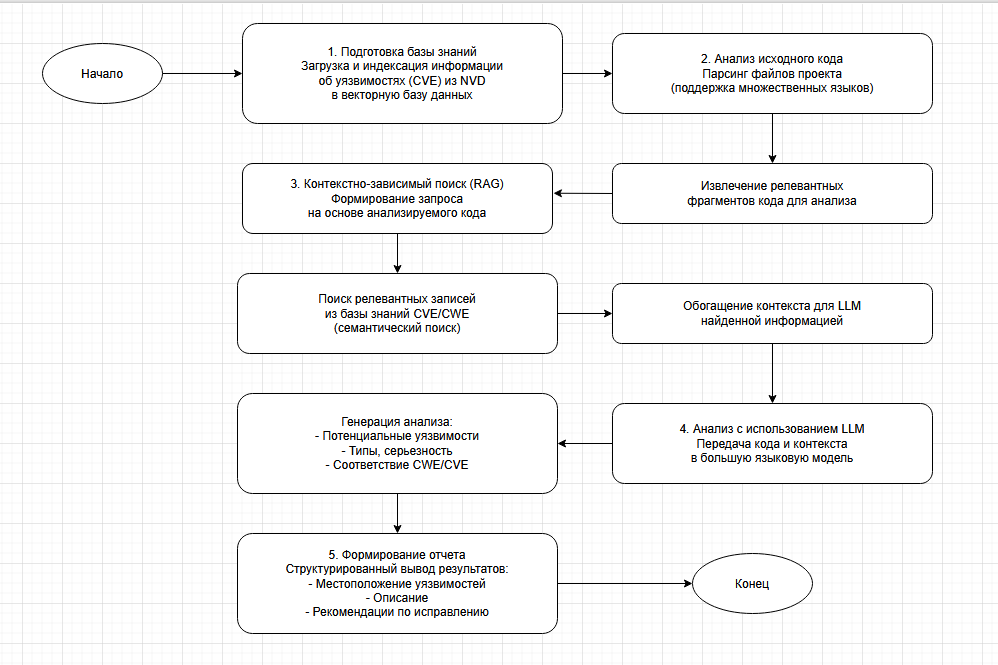 Начало
1. Подготовка базы знаний
Загрузка и индексация информации
об уязвимостях (CVE) из NVD
в векторную базу данных
2. Анализ исходного кода
Парсинг файлов проекта
(поддержка множественных языков)
Извлечение релевантных
фрагментов кода для анализа
3. Контекстно-зависимый поиск (RAG)
Формирование запроса
на основе анализируемого кода
Поиск релевантных записей
из базы знаний CVE/CWE
(семантический поиск)
Обогащение контекста для LLM
найденной информацией
4. Анализ с использованием LLM
Передача кода и контекста
в большую языковую модель
Генерация анализа:
- Потенциальные уязвимости
- Типы, серьезность
- Соответствие CWE/CVE
5. Формирование отчета
Структурированный вывод результатов:
- Местоположение уязвимостей
- Описание
- Рекомендации по исправлению
Конец